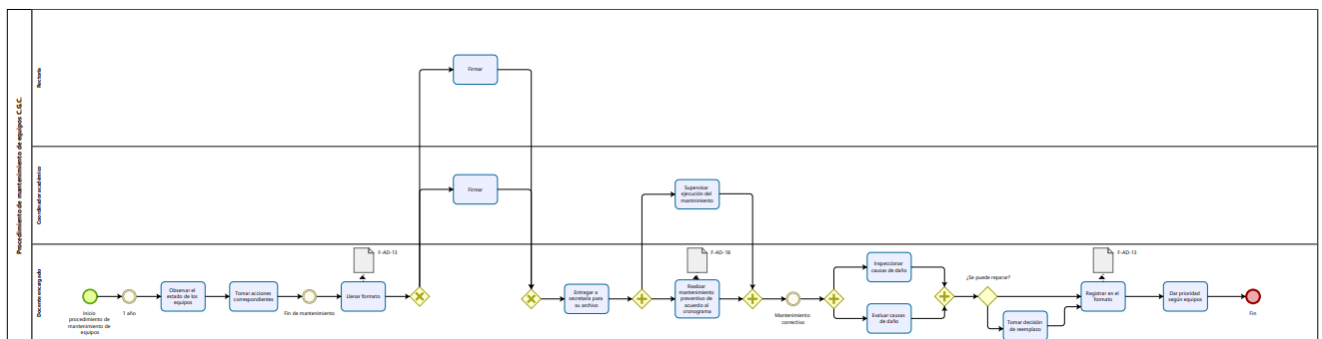 Procedimiento de mantenimiento de equipos C.G.C.
Rectoría
Firmar
Coordinador académico
Firmar
Supervisar
ejecución del
mantnimiento
Docente encargado
Inicio
procedimiento de
mantenimiento de
equipos
1 año
Observar el
estado de los
equipos
Tomar acciones
correspondientes
Fin de mantenimiento
F-AD-13
Llenar formato
Entregar a
secretaría para
su archivo
F-AD-18
Realizar
mantenimiento
preventivo de
acuerdo al
cronograma
Mantenimiento
correctivo
Inspeccionar
causas de daño
Evaluar causas
de daño
¿Se puede reparar?
Tomar decisión
de reemplazo
F-AD-13
Registrar en el
formato
Dar prioridad
según equipos
Fin